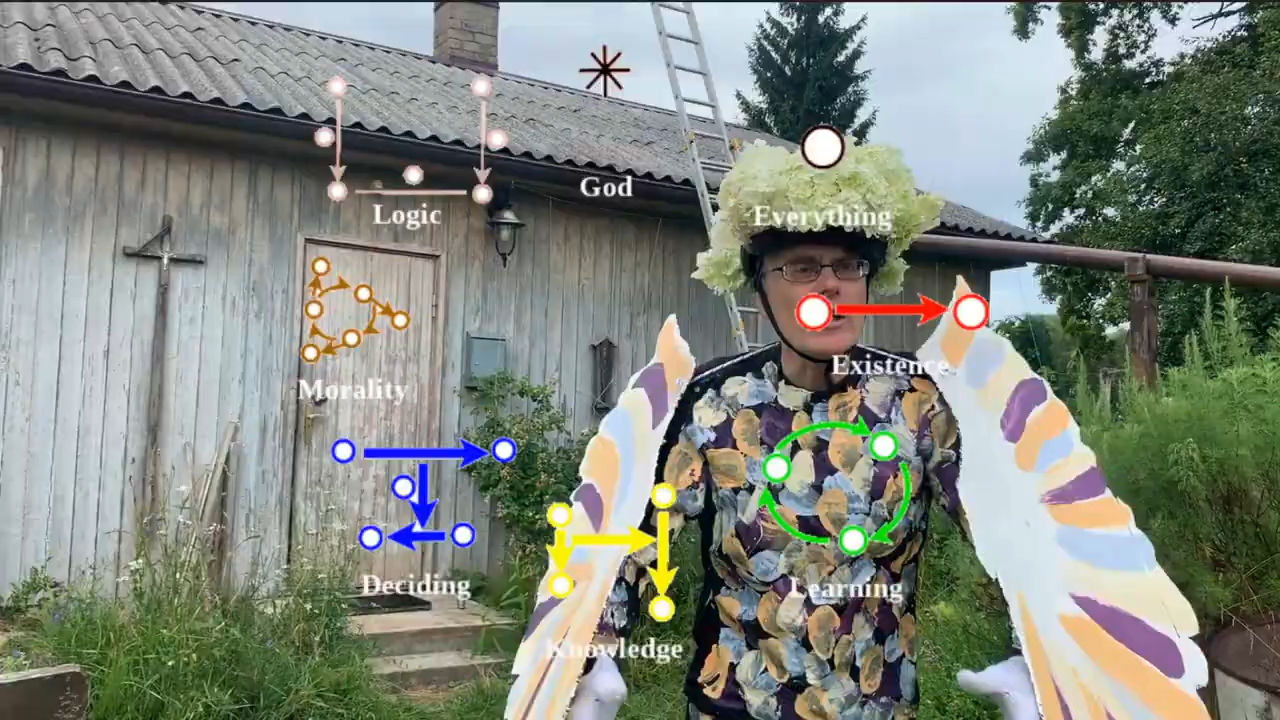 God
Logic
Everything
Existence
Morality
Deciding
Learning
Knowledge